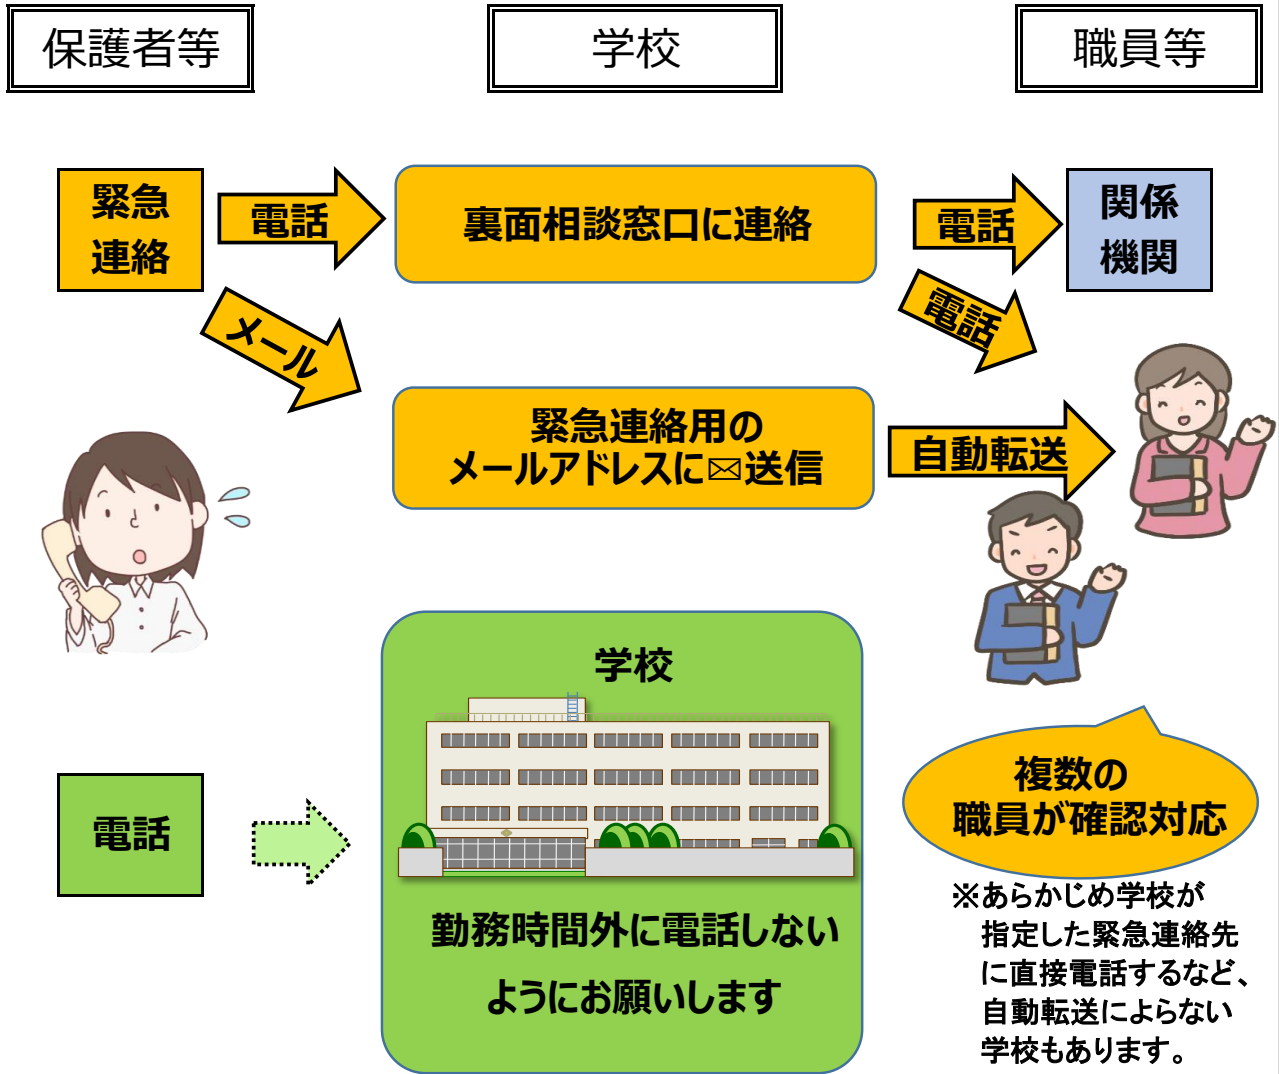 保護者等
学校
職員等
緊急
連絡
電話
裏面相談窓口に連絡
電話
関係
機関
メール
電話
緊急連絡用の
メールアドレスに✉送信
自動転送
学校
電話
勤務時間外に電話しない
ようにお願いします
複数の
職員が確認対応
※あらかじめ学校が
指定した緊急連絡先
に直接電話するなど、
自動転送によらない
学校もあります。